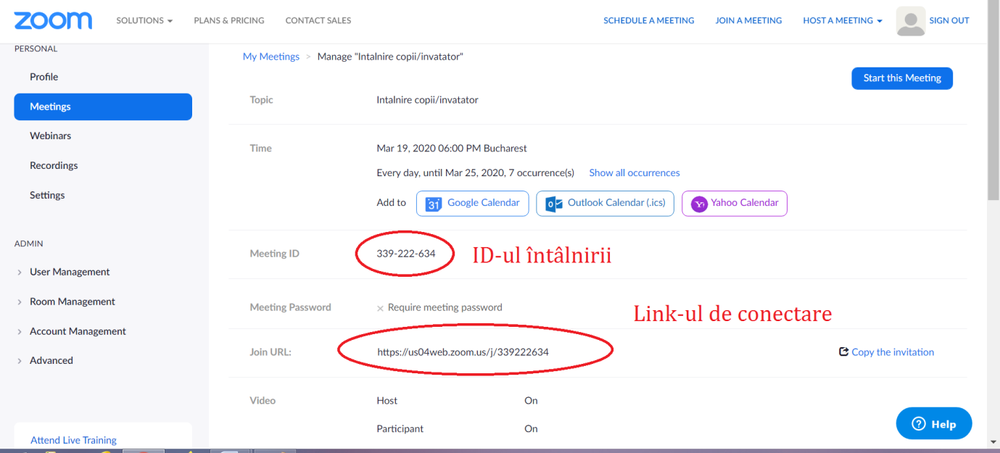 zoom SOLUTIONS PLANS & PRICING CONTACT SALES SCHEDULE A MEETING JOIN A MEETING HOST A MEETING SIGN OUT
PERSONAL
Profile
Meetings
Webinars
Recordings
Settings
ADMIN
User Management
Room Management
Account Management
Advanced
Attend Live Training
My Meetings > Manage "Intalnire copii/invatator"
Start this Meeting
Topic Intalnire copii/invatator
Time Mar 19, 2020 06:00 PM Bucharest
Every day, until Mar 25, 2020, 7 occurrence(s) Show all occurrences
Add to 31 Google Calendar Outlook Calendar (.ics) Yahoo Calendar
Meeting ID 339-222-634 ID-ul întâlnirii
Meeting Password × Require meeting password
Link-ul de conectare
Join URL: https://us04web.zoom.us/j/339222634 Copy the invitation
Video Host On
Participant On
Help